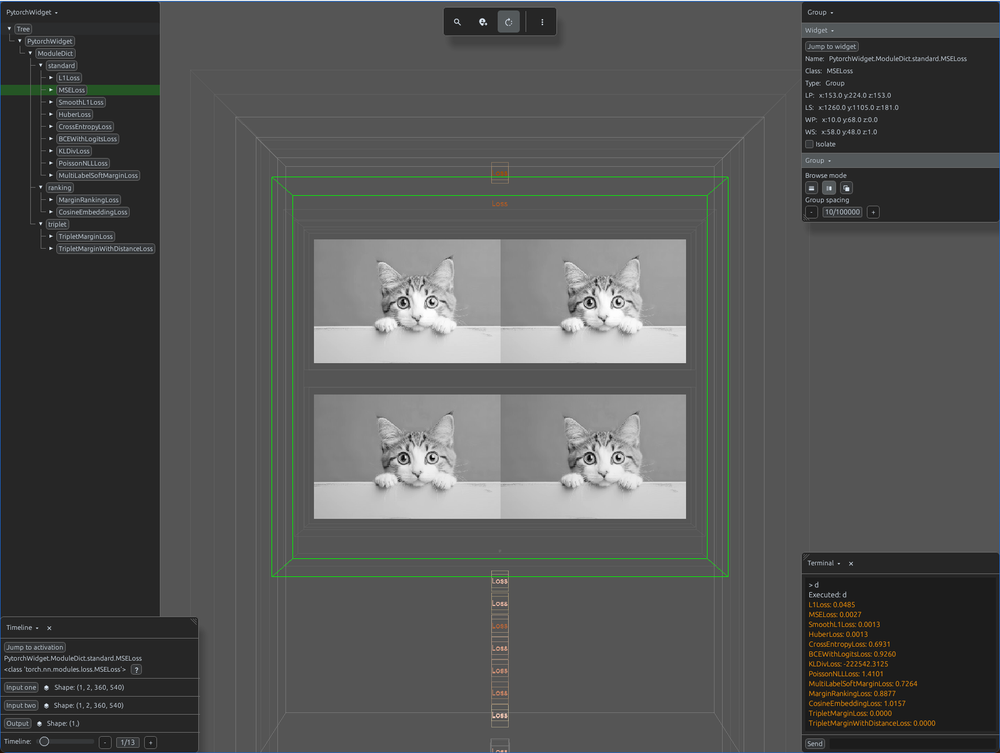 PytorchWidget
Tree
PytorchWidget
ModuleDict
standard
L1Loss
MSELoss
SmoothL1Loss
HuberLoss
CrossEntropyLoss
BCEWithLogitsLoss
KLDivLoss
PoissonNLLLoss
MultiLabelSoftMarginLoss
ranking
MarginRankingLoss
CosineEmbeddingLoss
triplet
TripletMarginLoss
TripletMarginWithDistanceLoss
Loss
Loss
Loss
Loss
Loss
Loss
Loss
Loss
Group
Widget
Jump to widget
Name: PytorchWidget.ModuleDict.standard.MSELoss
Class: MSELoss
Type: Group
LP: x:153.0 y:224.0 z:153.0
LS: x:1260.0 y:1105.0 z:181.0
WP: x:10.0 y:68.0 z:0.0
WS: x:58.0 y:48.0 z:1.0
Isolate
Group
Browse mode
Group spacing
- 10/100000 +
Timeline ×
Jump to activation
PytorchWidget.ModuleDict.standard.MSELoss
<class 'torch.nn.modules.loss.MSELoss'> ?
Input one Shape: (1, 2, 360, 540)
Input two Shape: (1, 2, 360, 540)
Output Shape: (1,)
Timeline: - 1/13 +
Terminal ×
> d
Executed: d
L1Loss: 0.0485
MSELoss: 0.0027
SmoothL1Loss: 0.0013
HuberLoss: 0.0013
CrossEntropyLoss: 0.6931
BCEWithLogitsLoss: 0.9260
KLDivLoss: -222542.3125
PoissonNLLLoss: 1.4101
MultiLabelSoftMarginLoss: 0.7264
MarginRankingLoss: 0.8877
CosineEmbeddingLoss: 1.0157
TripletMarginLoss: 0.0000
TripletMarginWithDistanceLoss: 0.0000
Send